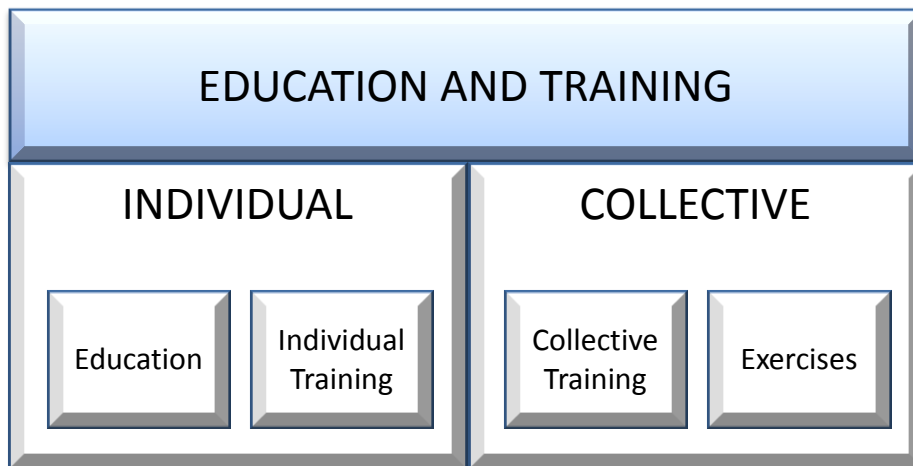 EDUCATION AND TRAINING
INDIVIDUAL
COLLECTIVE
Education
Individual
Training
Collective
Training
Exercises